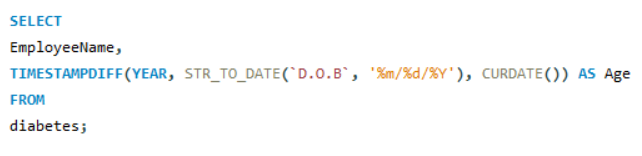 SELECT
EmployeeName,
TIMESTAMPDIFF(YEAR, STR_TO_DATE(`D.O.B`, '%m/%d/%Y'), CURDATE()) AS Age
FROM
diabetes;